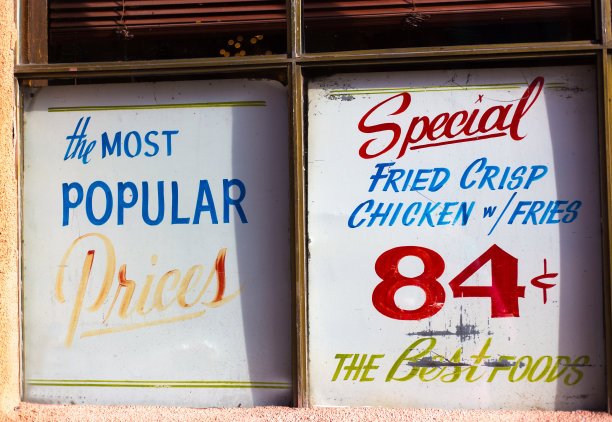 the MOST
POPULAR
Prices
Special
FRIED CRISP
CHICKEN w/FRIES
84¢
THE Best FOODS